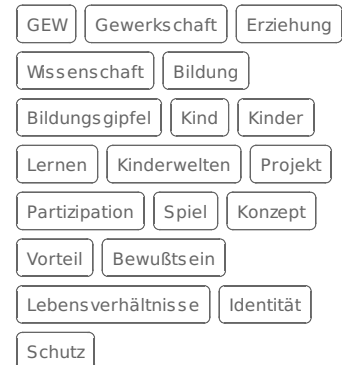 GEW Gewerkschaft Erziehung
Wissenschaft Bildung
Bildungsgipfel Kind Kinder
Lernen Kinderwelten Projekt
Partizipation Spiel Konzept
Vorteil Bewußtsein
Lebensverhältnisse Identität
Schutz